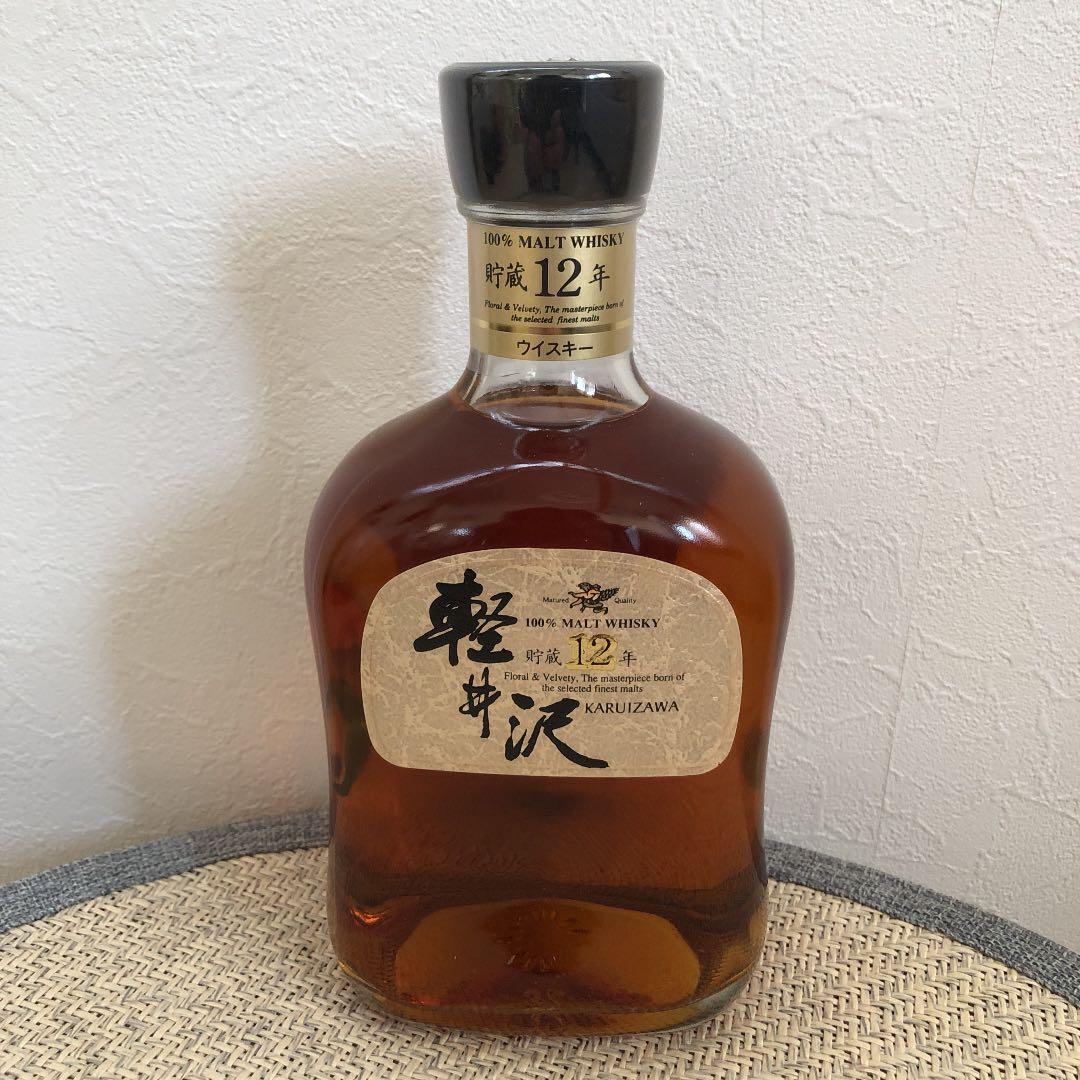 100% MALT WHISKY
貯蔵12年
Floral & Velvety, The masterpiece born of
the selected finest malts
ウイスキー
軽井沢
Matured Quality
100% MALT WHISKY
貯蔵12年
Floral & Velvety, The masterpiece born of
the selected finest malts
KARUIZAWA